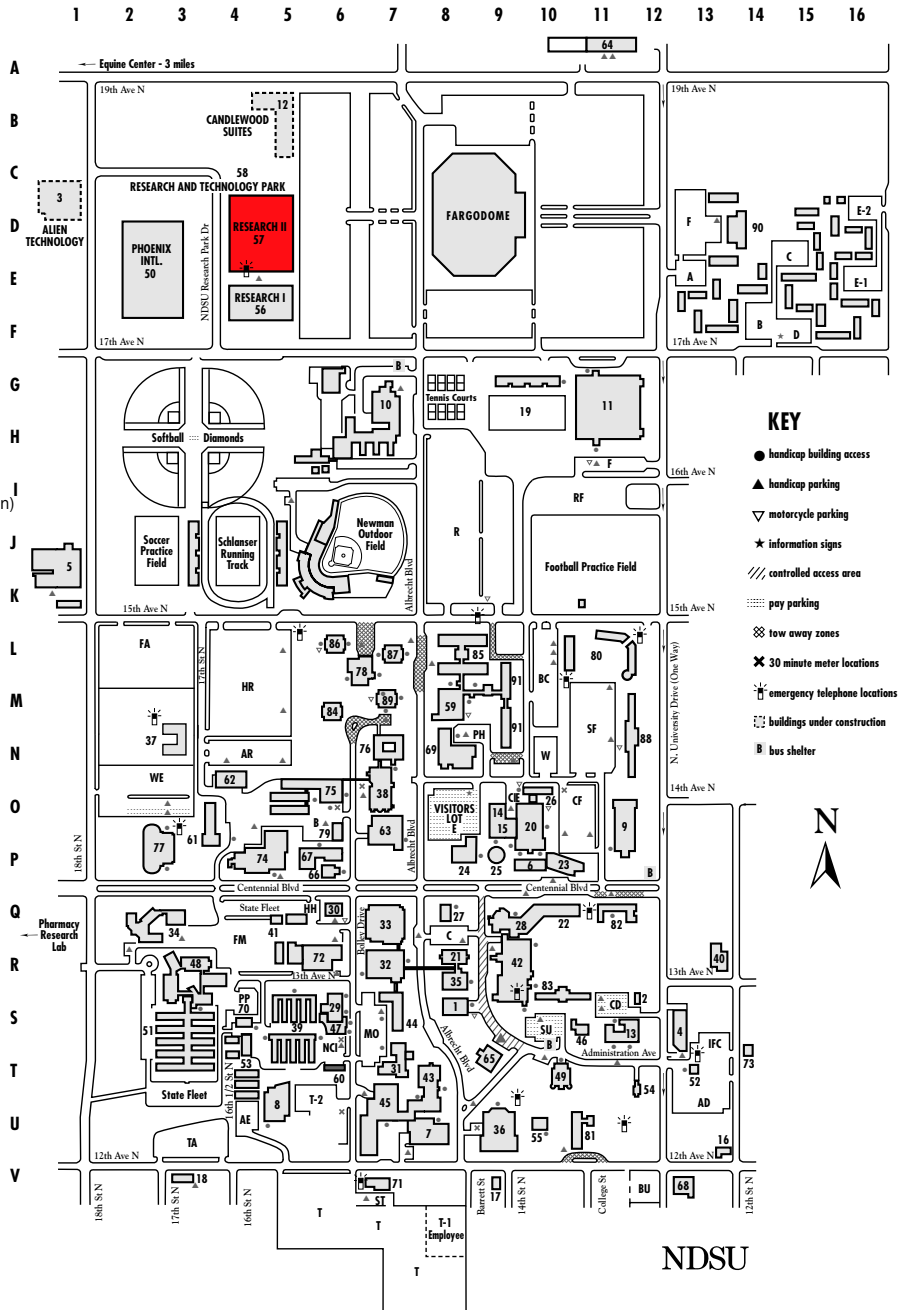 1 2 3 4 5 6 7 8 9 10 11 12 13 14 15 16
64
A
Equine Center - 3 miles
19th Ave N
19th Ave N
B
12
CANDLEWOOD
SUITES
C
58
RESEARCH AND TECHNOLOGY PARK
3
ALIEN
TECHNOLOGY
D
RESEARCH II
57
PHOENIX
INTL.
50
NDSU Research Park Dr
FARGODOME
F
90
E-2
C
E
RESEARCH I
56
A
E-1
F
B
D
17th Ave N
17th Ave N
G
B
10
Tennis Courts
19
11
KEY
H
Softball
Diamonds
F
handicap building access
16th Ave N
handicap parking
I
n)
RF
motorcycle parking
J
5
Soccer
Practice
Field
Schlanser
Running
Track
Newman
Outdoor
Field
R
Football Practice Field
information signs
controlled access area
K
Albrecht Blvd
15th Ave N
15th Ave N
pay parking
L
FA
17th St N
86
87
85
80
tow away zones
HR
78
91
BC
30 minute meter locations
M
84
89
59
91
SF
N. University Drive (One Way)
emergency telephone locations
37
88
buildings under construction
N
AR
76
69
PH
W
bus shelter
B
WE
62
14th Ave N
O
75
38
VISITORS
LOT
E
CIE
26
CF
N
18th St N
61
B
79
63
Albrecht Blvd
14
15
20
9
P
77
74
67
66
24
25
6
23
B
Centennial Blvd
Centennial Blvd
Q
State Fleet
HH
30
Bolley Drive
33
27
28
22
82
Pharmacy
Research
Lab
34
41
C
FM
R
48
72
32
21
35
42
40
13th Ave N
13th Ave N
PP
70
83
S
51
39
29
47
MO
44
1
CD
2
SU
46
13
4
IFC
NCI
Albrecht Blvd
B
Administration Ave
T
53
60
31
65
49
52
73
State Fleet
16th 1/2 St N
43
54
8
T-2
45
AD
U
AE
7
36
55
81
TA
16
12th Ave N
12th Ave N
V
18
71
ST
17
BU
68
18th St N
17th St N
16th St N
T
T
T-1
Employee
Barrett St
14th St N
College St
12th St N
T
NDSU